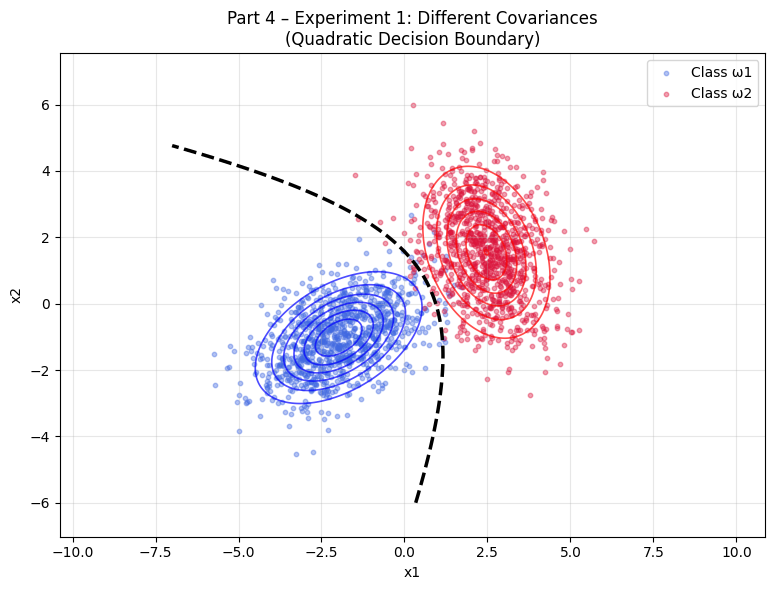 Part 4 – Experiment 1: Different Covariances
(Quadratic Decision Boundary)
Class ω1
Class ω2
x2
6
4
2
0
−2
−4
−6
−10.0 −7.5 −5.0 −2.5 0.0 2.5 5.0 7.5 10.0
x1